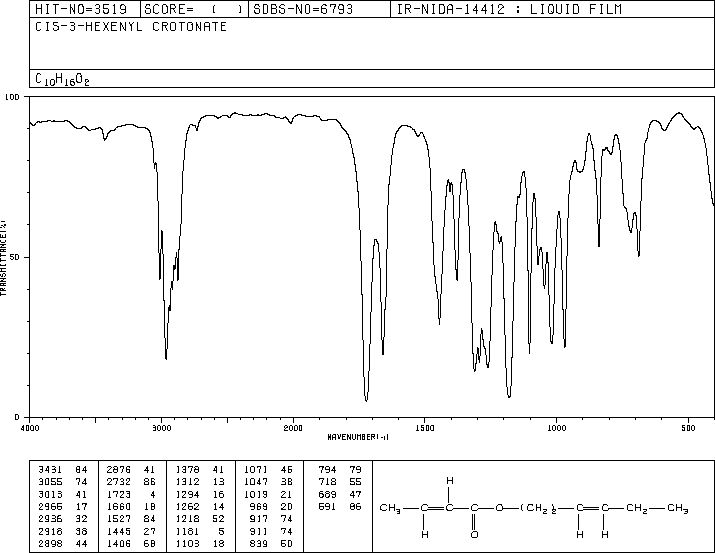 HIT-NO=3519 SCORE= ( ) SDBS-NO=6793 IR-NIDA-14412 : LIQUID FILM
CIS-3-HEXENYL CROTONATE
C10H16O2
100
50
0
TRANSMITTANCE(%)
4000 3000 2000 1500 1000 500
WAVENUMBER(-1)
3431 84 2876 41 1378 41 1071 46 794 79
3055 74 2732 86 1312 13 1047 38 718 55
3013 41 1723 4 1294 16 1019 21 689 47
2965 17 1660 18 1262 14 969 20 591 86
2936 32 1527 84 1218 52 917 74
2918 38 1445 27 1181 5 911 74
2898 44 1406 68 1103 18 839 50
H
CH3 C=C C O (CH2)2 C=C CH2 CH3
H O H H